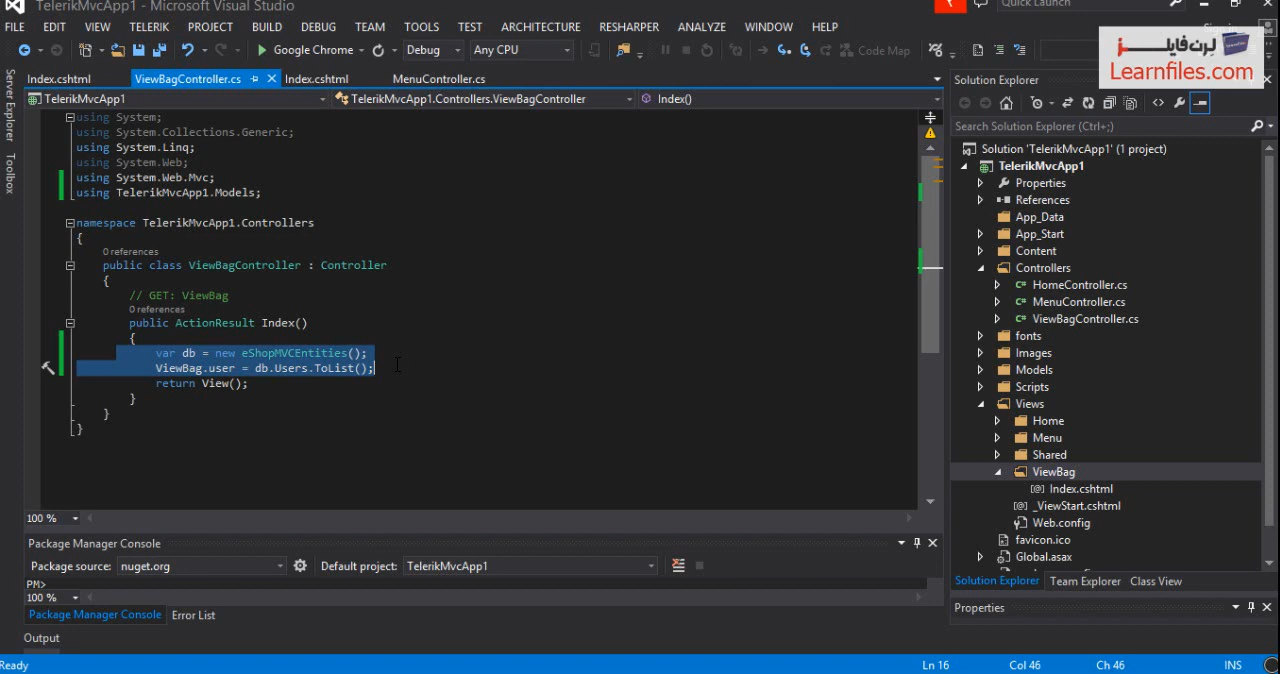 TelerikMvcApp1 - Microsoft Visual Studio
Quick Launch
FILE EDIT VIEW TELERIK PROJECT BUILD DEBUG TEAM TOOLS TEST ARCHITECTURE RESHARPER ANALYZE WINDOW HELP
Google Chrome Debug Any CPU Code Map
لرن فایلز
Learnfiles.com
Server Explorer
Toolbox
Index.cshtml ViewBagController.cs Index.cshtml MenuController.cs
TelerikMvcApp1 TelerikMvcApp1.Controllers.ViewBagController Index()
using System;
using System.Collections.Generic;
using System.Linq;
using System.Web;
using System.Web.Mvc;
using TelerikMvcApp1.Models;
namespace TelerikMvcApp1.Controllers
{
0 references
public class ViewBagController : Controller
{
// GET: ViewBag
0 references
public ActionResult Index()
{
var db = new eShopMVCEntities();
ViewBag.user = db.Users.ToList();
return View();
}
}
}
100 %
Package Manager Console
Package source: nuget.org Default project: TelerikMvcApp1
PM>
100 %
Package Manager Console Error List
Output
Solution Explorer
Search Solution Explorer (Ctrl+;)
Solution 'TelerikMvcApp1' (1 project)
TelerikMvcApp1
Properties
References
App_Data
App_Start
Content
Controllers
C# HomeController.cs
C# MenuController.cs
C# ViewBagController.cs
fonts
Images
Models
Scripts
Views
Home
Menu
Shared
ViewBag
[@] Index.cshtml
[@] _ViewStart.cshtml
Web.config
favicon.ico
Global.asax
Solution Explorer Team Explorer Class View
Properties
Ready Ln 16 Col 46 Ch 46 INS